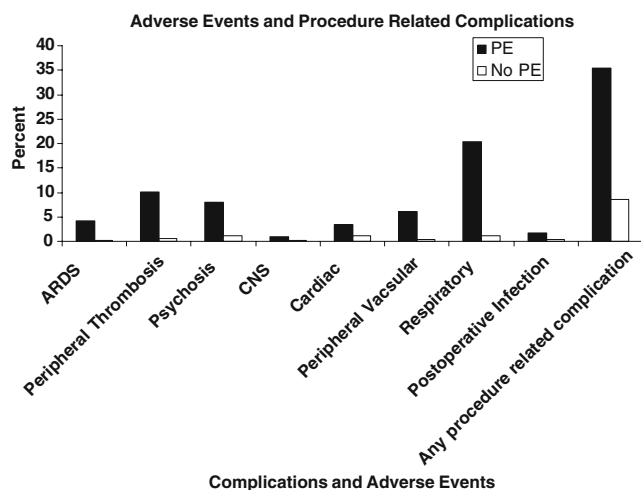 Adverse Events and Procedure Related Complications
PE
No PE
Percent
40
35
30
25
20
15
10
5
0
ARDS
Peripheral Thrombosis
Psychosis
CNS
Cardiac
Peripheral Vacsular
Respiratory
Postoperative Infection
Any procedure related complication
Complications and Adverse Events